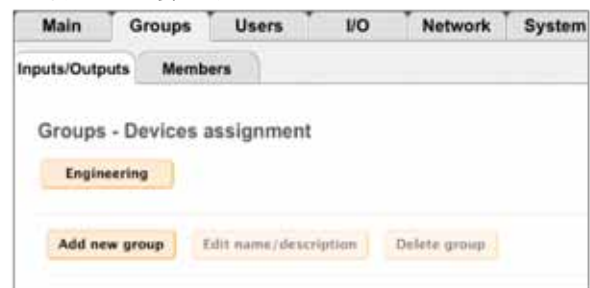 Main Groups Users I/O Network System
Inputs/Outputs Members
Groups - Devices assignment
Engineering
Add new group Edit name/description Delete group